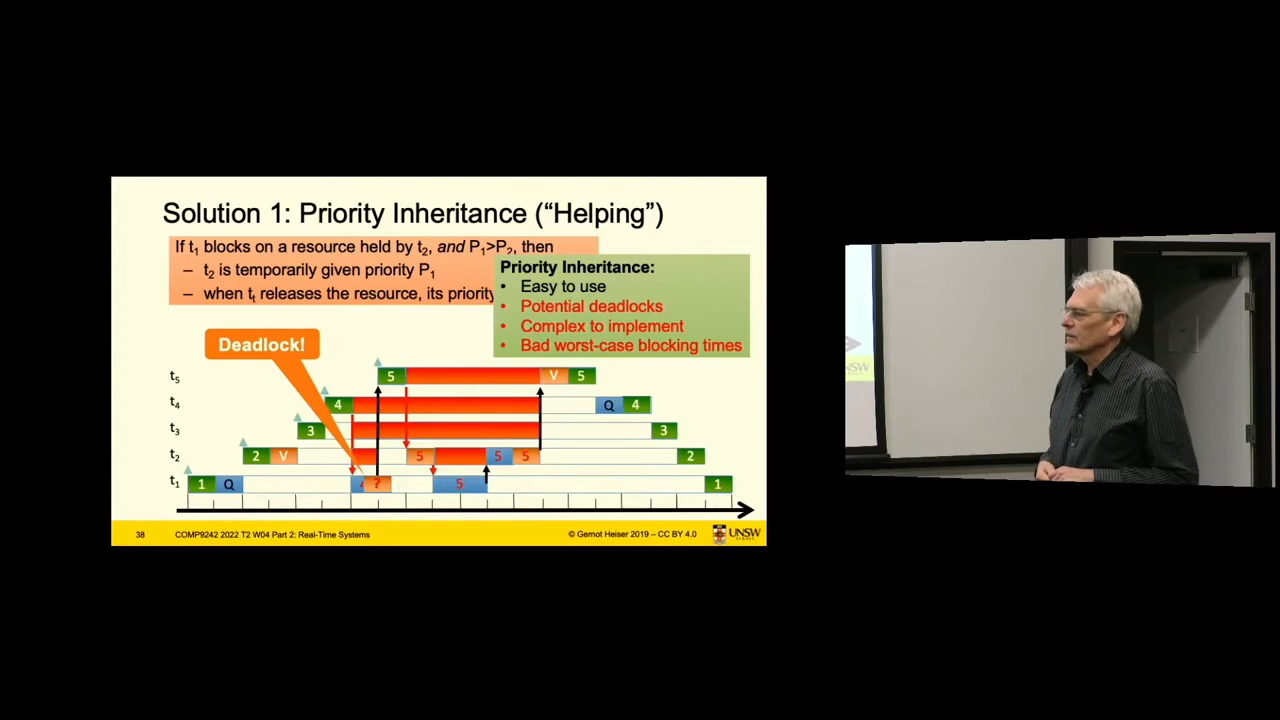 Solution 1: Priority Inheritance (“Helping”)
If t1 blocks on a resource held by t2, and P1>P2, then
– t2 is temporarily given priority P1
– when tt releases the resource, its priority
Priority Inheritance:
• Easy to use
• Potential deadlocks
• Complex to implement
• Bad worst-case blocking times
Deadlock!
t5 5 V 5
t4 4 Q 4
t3 3 3
t2 2 V 5 5 5 2
t1 1 Q ? 5 1
38 COMP9242 2022 T2 W04 Part 2: Real-Time Systems © Gernot Heiser 2019 – CC BY 4.0 UNSW